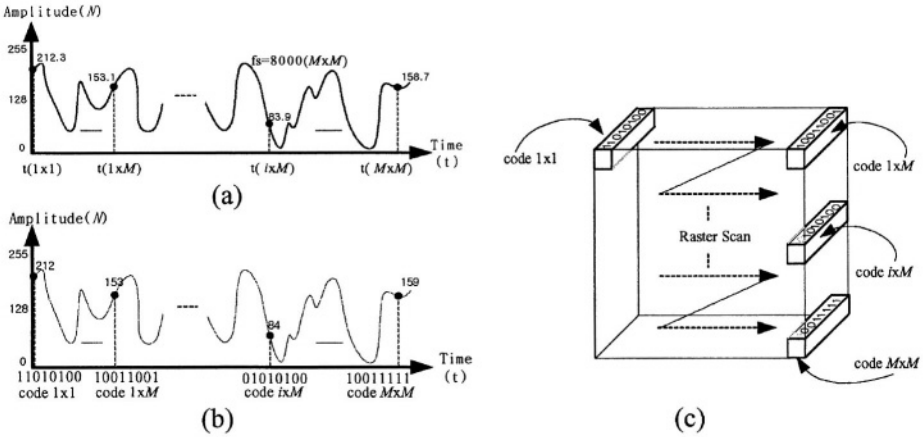 Amplitude(N)
255
212.3
153.1
fs=8000(MxM)
158.7
128
83.9
0
Time
(t)
t(1x1)
t(1xM)
t( ixM)
t( MxM)
(a)
Amplitude(N)
255
212
153
159
128
84
0
Time
(t)
11010100
10011001
01010100
10011111
code 1x1
code 1xM
code ixM
code MxM
(b)
11010100
code 1x1
code 1xM
Raster Scan
code ixM
code MxM
(c)